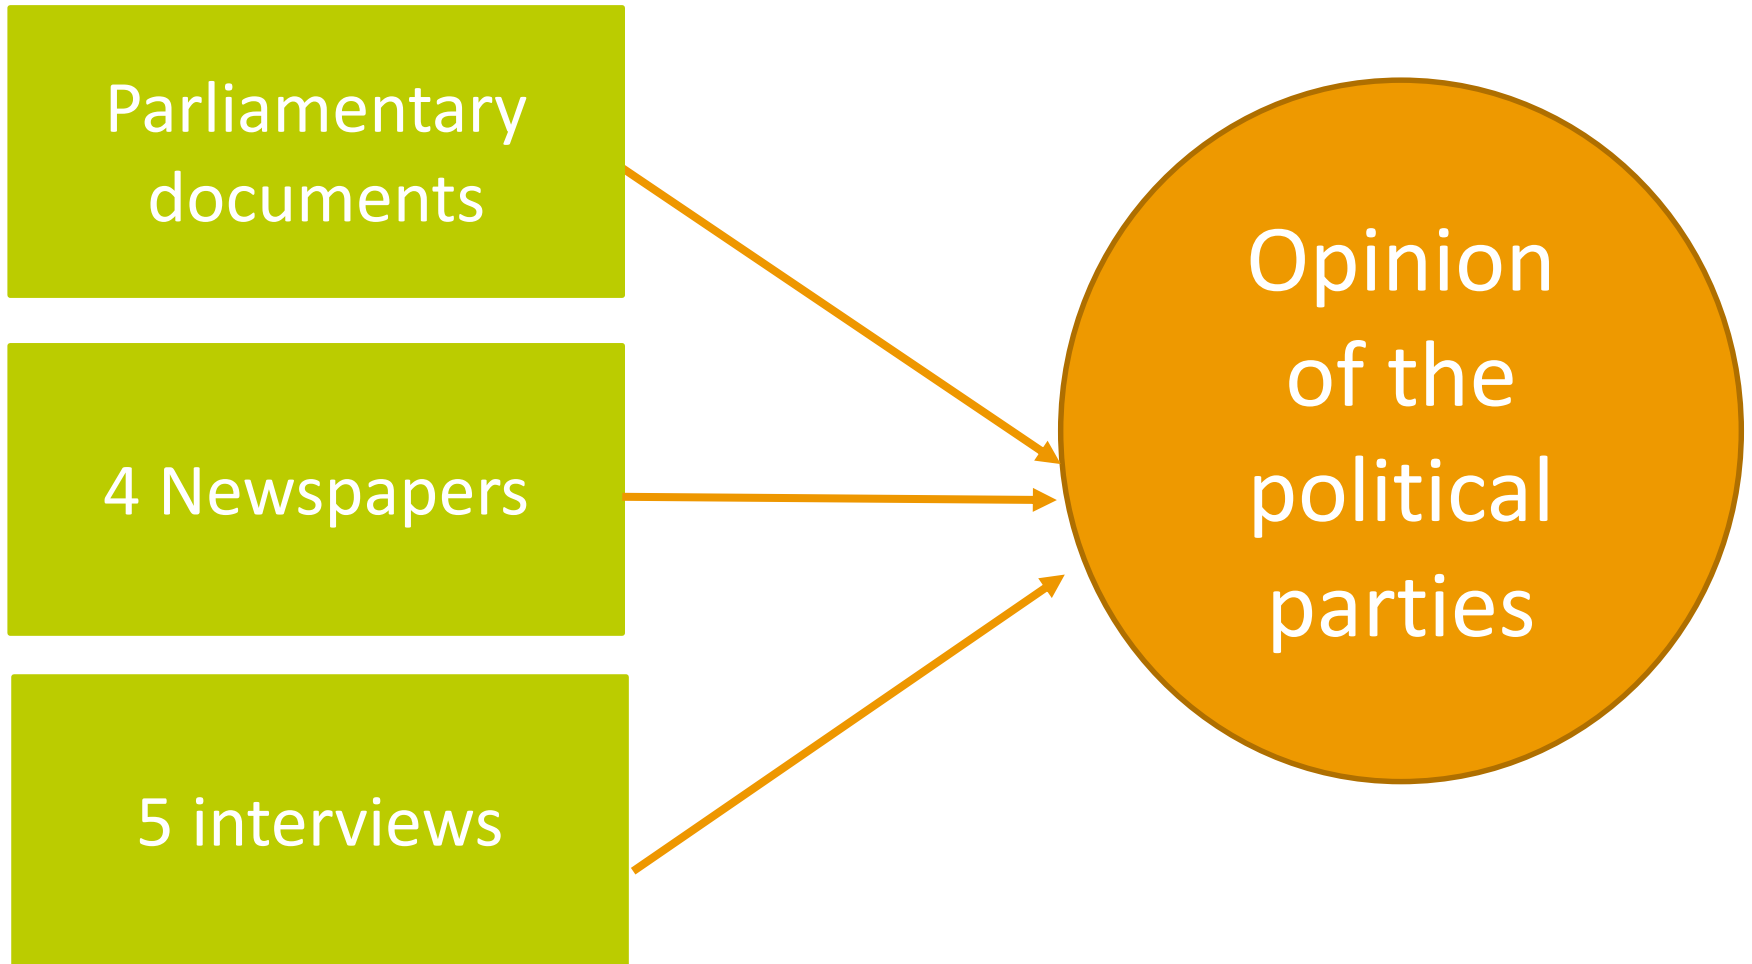 Parliamentary
documents
4 Newspapers
5 interviews
Opinion
of the
political
parties